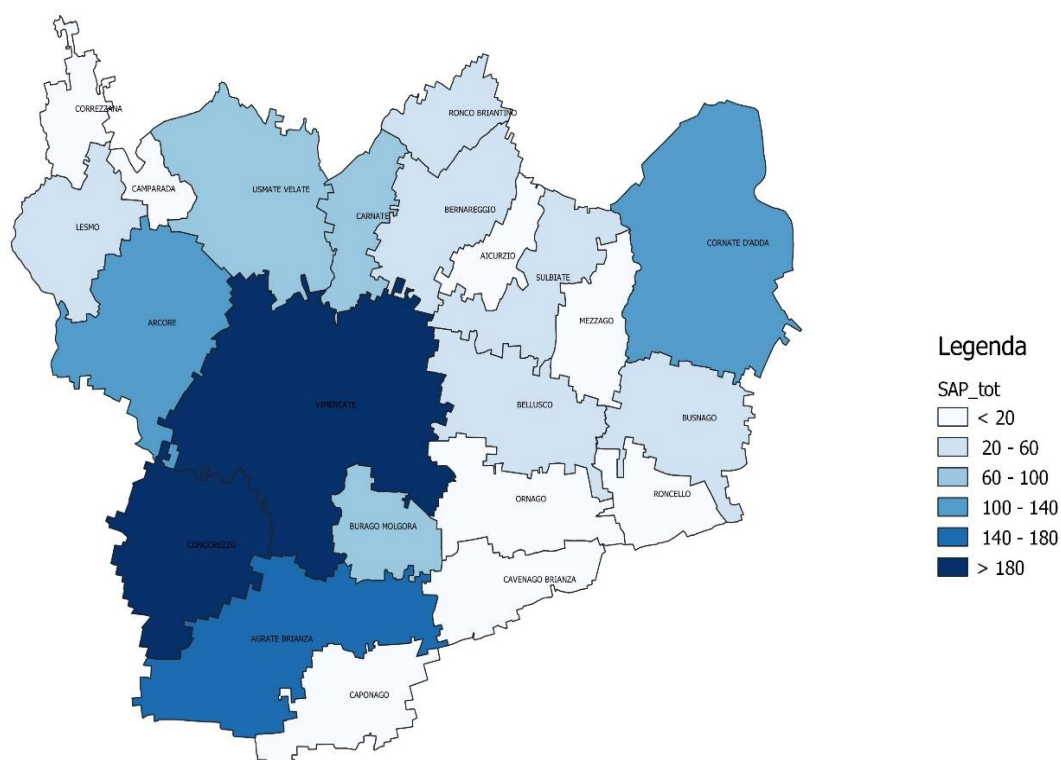 CORREZZANA
RONCO BRIANTINO
CAMPARADA
USMATE VELATE
CARNATE
BERNAREGGIO
LESMO
AICURZIO
CORNATE D'ADDA
SULBIATE
ARCORE
MEZZAGO
VIMERCATE
BELLUSCO
BUSNAGO
ORNAGO
RONCELLO
BURAGO MOLGORA
CONCOREZZO
CAVENAGO BRIANZA
AGRATE BRIANZA
CAPONAGO
Legenda
SAP_tot
< 20
20 - 60
60 - 100
100 - 140
140 - 180
> 180